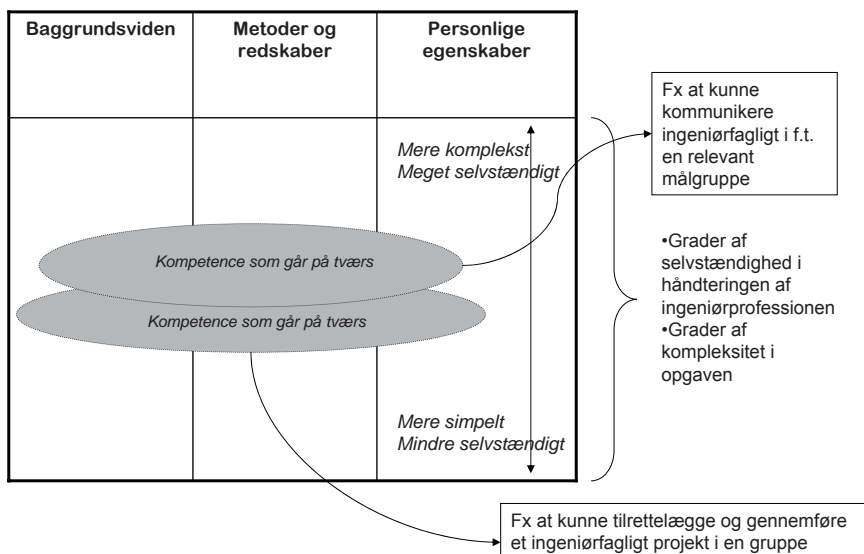 Baggrundsviden
Metoder og
redskaber
Personlige
egenskaber
Fx at kunne
kommunikere
ingeniørfagligt i f.t.
en relevant
målgruppe
Mere komplekst
Meget selvstændigt
Kompetence som går på tværs
Kompetence som går på tværs
•Grader af
selvstændighed i
håndteringen af
ingeniørprofessionen
•Grader af
kompleksitet i
opgaven
Mere simpelt
Mindre selvstændigt
Fx at kunne tilrettelægge og gennemføre
et ingeniørfagligt projekt i en gruppe